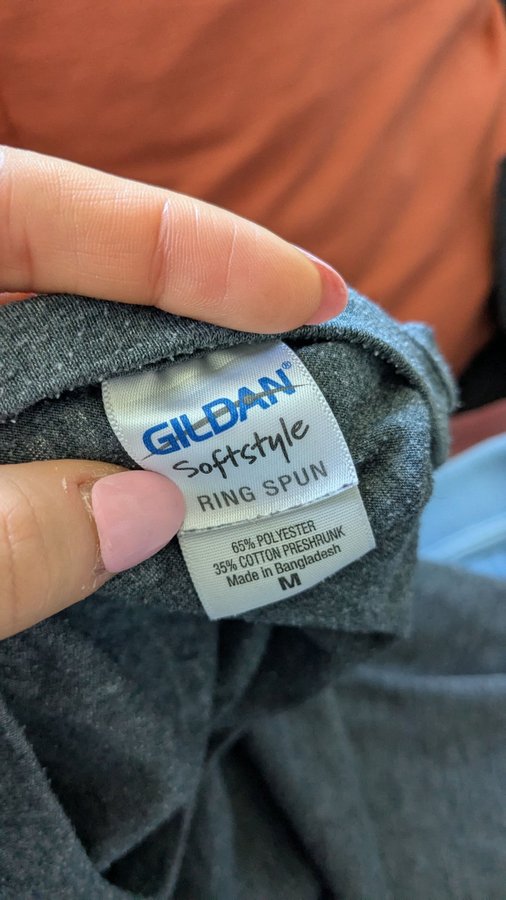 GILDAN®
Softstyle
RING SPUN
65% POLYESTER
35% COTTON PRESHRUNK
Made in Bangladesh
M